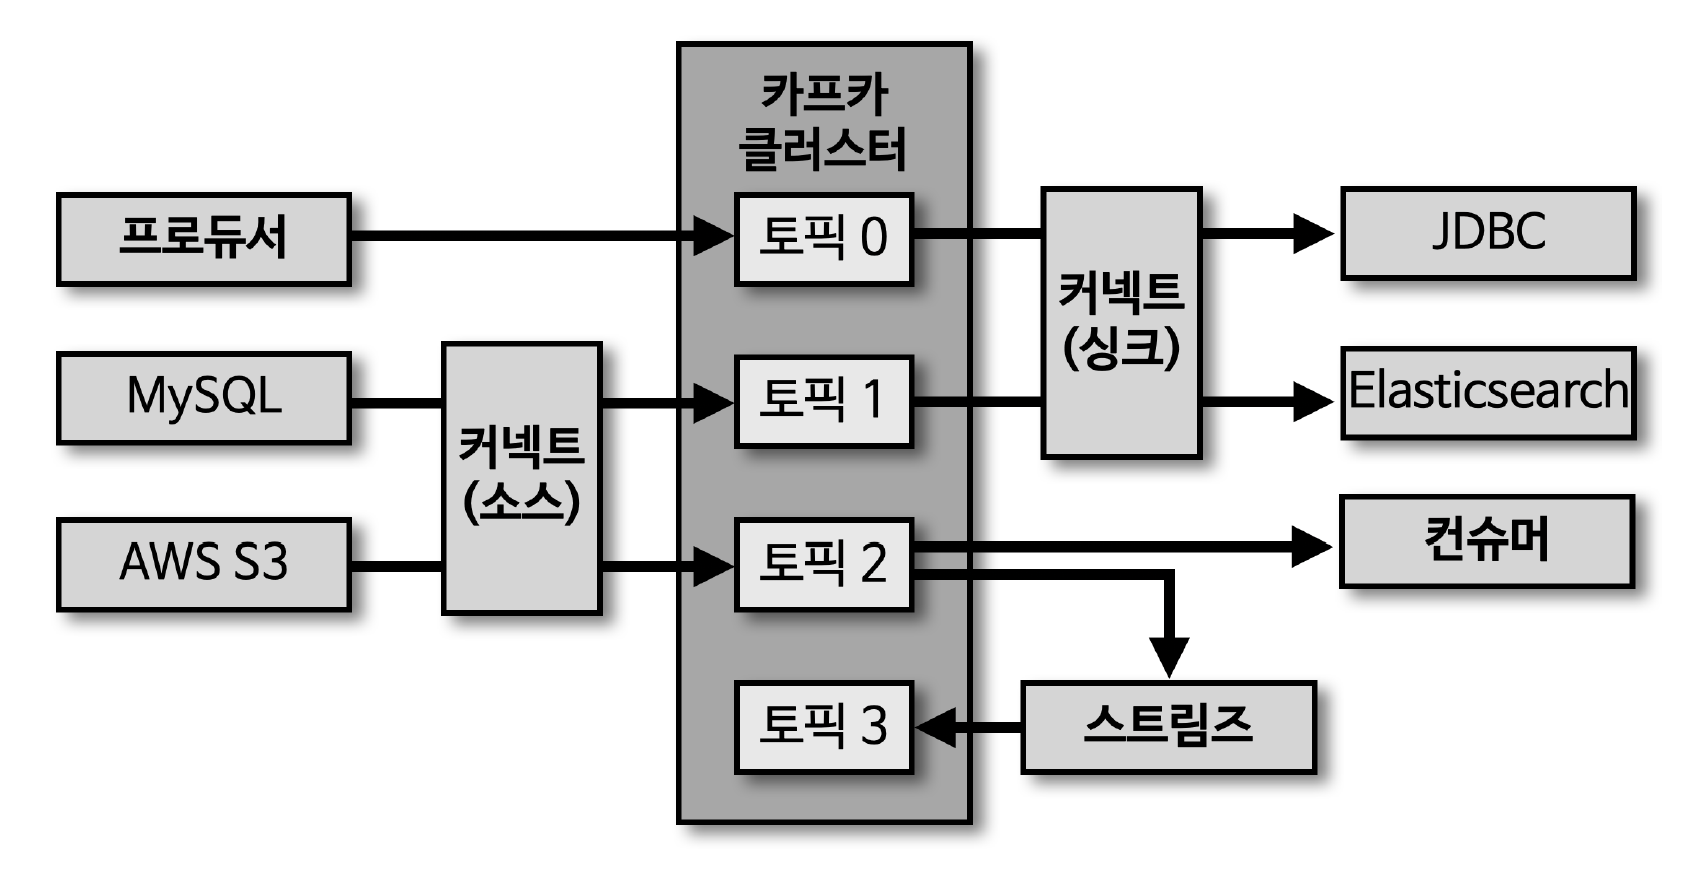 카프카
클러스터
프로듀서
토픽 0
JDBC
커넥트
(싱크)
MySQL
토픽 1
Elasticsearch
커넥트
(소스)
AWS S3
토픽 2
컨슈머
토픽 3
스트림즈